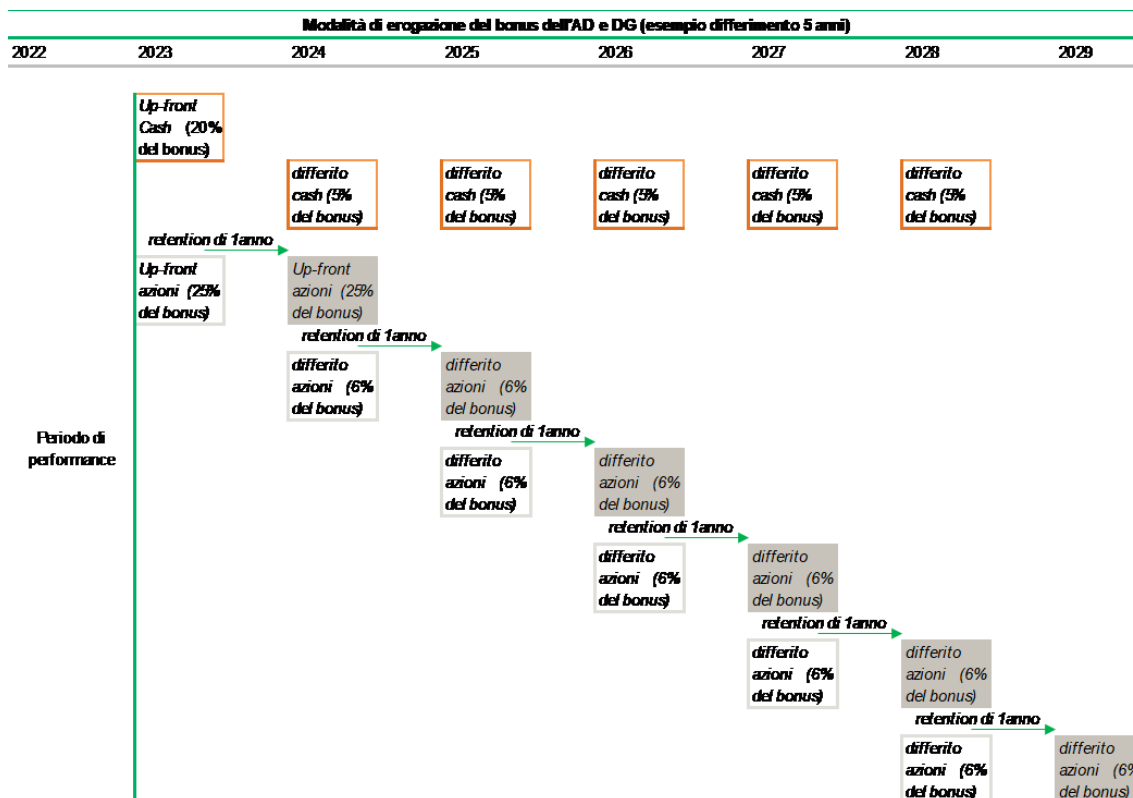 Modalità di erogazione del bonus dell'AD e DG (esempio differimento 5 anni)
2022 2023 2024 2025 2026 2027 2028 2029
Up-front
Cash (20%
del bonus)
differito
cash (5%
del bonus)
differito
cash (5%
del bonus)
differito
cash (5%
del bonus)
differito
cash (5%
del bonus)
differito
cash (5%
del bonus)
retention di 1anno
Up-front
azioni (25%
del bonus)
Up-front
azioni (25%
del bonus)
retention di 1anno
differito
azioni (6%
del bonus)
differito
azioni (6%
del bonus)
retention di 1anno
Periodo di
performance
differito
azioni (6%
del bonus)
differito
azioni (6%
del bonus)
retention di 1anno
differito
azioni (6%
del bonus)
differito
azioni (6%
del bonus)
retention di 1anno
differito
azioni (6%
del bonus)
differito
azioni (6%
del bonus)
retention di 1anno
differito
azioni (6%
del bonus)
differito
azioni (6%
del bonus)